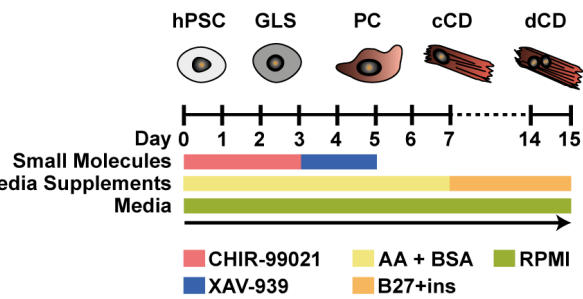 hPSC GLS PC cCD dCD
Day 0 1 2 3 4 5 6 7 14 15
Small Molecules
edia Supplements
Media
CHIR-99021 AA + BSA RPMI
XAV-939 B27+ins